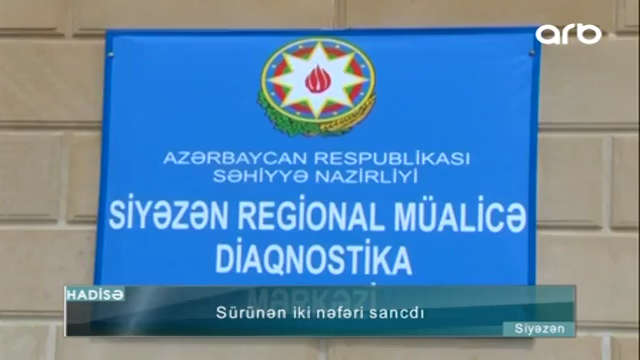 arb
AZƏRBAYCAN RESPUBLİKASI
SƏHİYYƏ NAZİRLİYİ
SİYƏZƏN REGIONAL MÜALİCƏ
DİAQNOSTİKA
MƏRKƏZİ
HADİSƏ
Sürünən iki nəfəri sancdı
Siyəzən